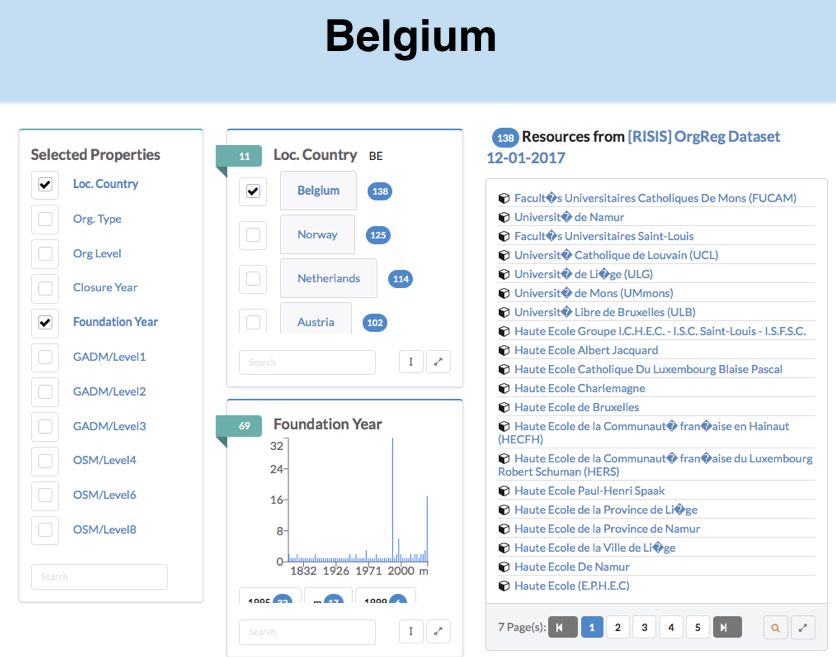 Belgium
Selected Properties
Loc. Country
Org. Type
Org Level
Closure Year
Foundation Year
GADM/Level1
GADM/Level2
GADM/Level3
OSM/Level4
OSM/Level6
OSM/Level8
Search
11 Loc. Country BE
Belgium 138
Norway 125
Netherlands 114
Austria 102
Search
69 Foundation Year
32
24
16
8
0
1832 1926 1971 2000 m
1995 32 m 17 1999 6
Search
138 Resources from [RISIS] OrgReg Dataset
12-01-2017
Facult�s Universitaires Catholiques De Mons (FUCAM)
Universit� de Namur
Facult�s Universitaires Saint-Louis
Universit� Catholique de Louvain (UCL)
Universit� de Li�ge (ULG)
Universit� de Mons (UMmons)
Universit� Libre de Bruxelles (ULB)
Haute Ecole Groupe I.C.H.E.C. - I.S.C. Saint-Louis - I.S.F.S.C.
Haute Ecole Albert Jacquard
Haute Ecole Catholique Du Luxembourg Blaise Pascal
Haute Ecole Charlemagne
Haute Ecole de Bruxelles
Haute Ecole de la Communaut� fran�aise en Hainaut
(HECFH)
Haute Ecole de la Communaut� fran�aise du Luxembourg
Robert Schuman (HERS)
Haute Ecole Paul-Henri Spaak
Haute Ecole de la Province de Li�ge
Haute Ecole de la Province de Namur
Haute Ecole de la Ville de Li�ge
Haute Ecole De Namur
Haute Ecole (E.P.H.E.C)
7 Page(s): 1 2 3 4 5